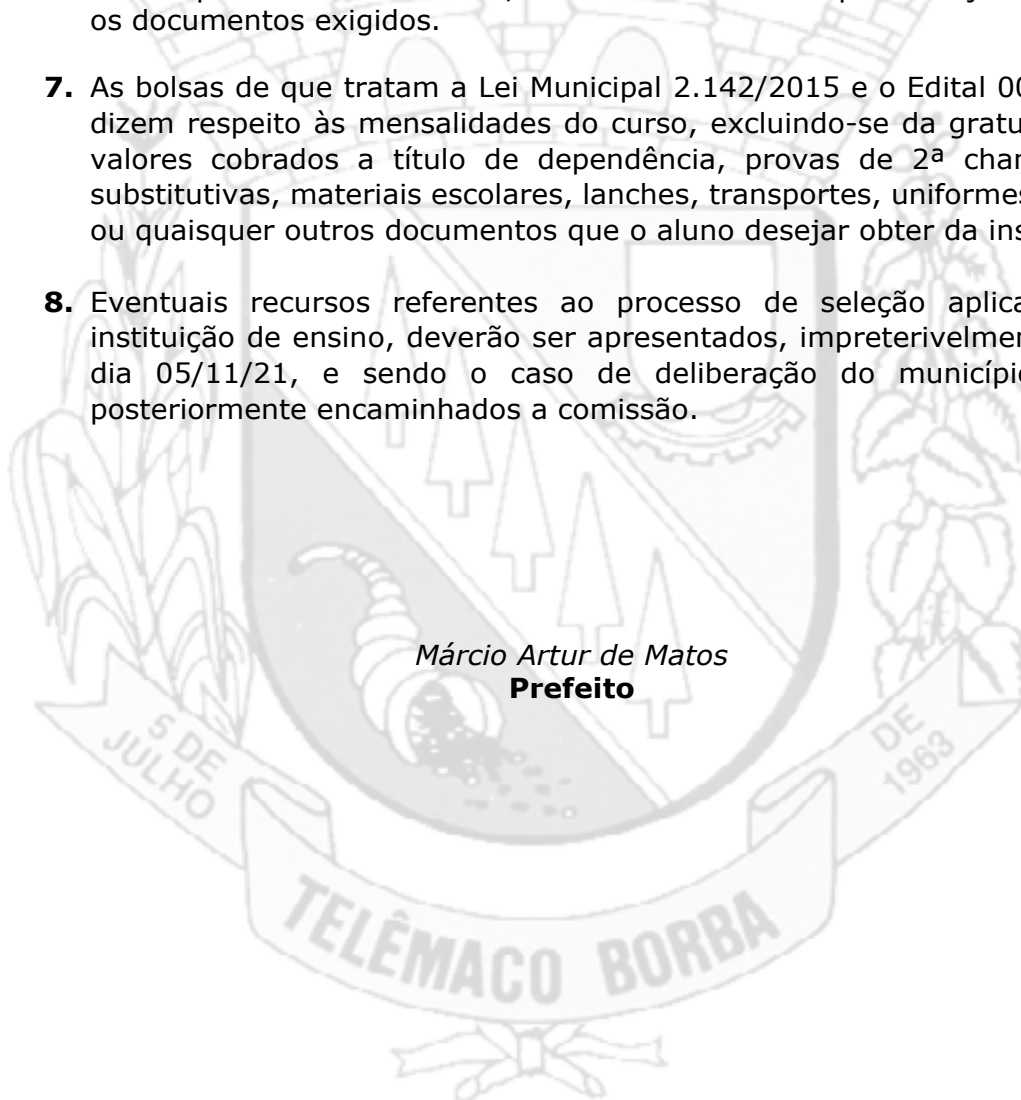 os documentos exigidos.
7. As bolsas de que tratam a Lei Municipal 2.142/2015 e o Edital
dizem respeito às mensalidades do curso, excluindo-se da
valores cobrados a título de dependência, provas de 2ª
substitutivas, materiais escolares, lanches, transportes, uniformes
ou quaisquer outros documentos que o aluno desejar obter da
8. Eventuais recursos referentes ao processo de seleção
instituição de ensino, deverão ser apresentados,
dia 05/11/21, e sendo o caso de deliberação do município
posteriormente encaminhados a comissão.
Márcio Artur de Matos
Prefeito
5 DE JULHO
DE 1963
TELÊMACO BORBA